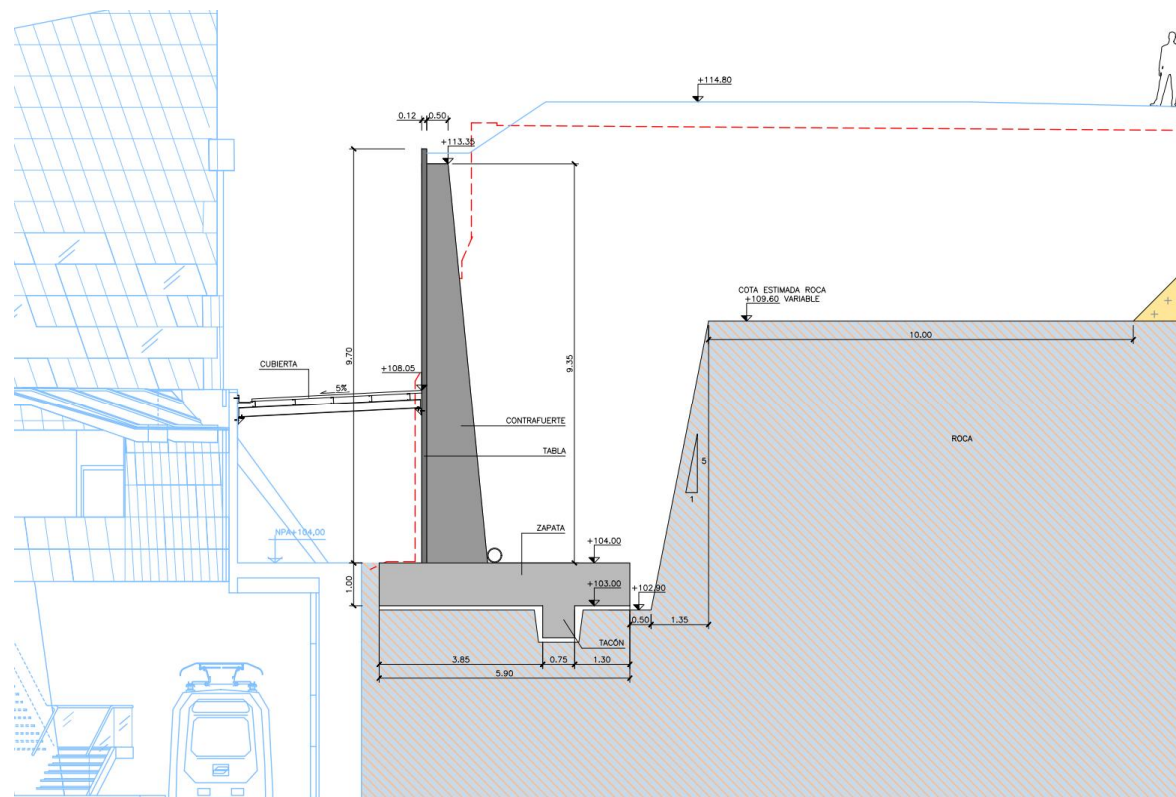 +114.80
0.12
0.50
+113.35
COTA ESTIMADA ROCA
+109.60 VARIABLE
10.00
9.70
9.35
CUBIERTA
5%
+108.05
CONTRAFUERTE
TABLA
ROCA
5
1
ZAPATA
NPA+104.00
+104.00
1.00
+103.00
+102.90
0.50
1.35
TACÓN
3.85
0.75
1.30
5.90